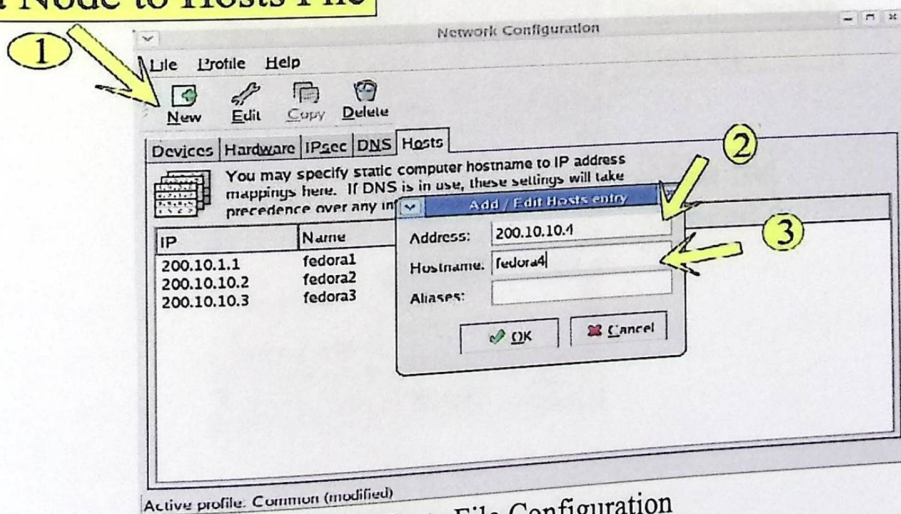 a Node to Hosts File
1
Network Configuration
File Profile Help
New Edit Copy Delete
Devices Hardware IPsec DNS Hosts
You may specify static computer hostname to IP address
mappings here. If DNS is in use, these settings will take
precedence over any in
2
Add / Edit Hosts entry
IP Name
Address: 200.10.10.4
3
200.10.1.1 fedora1
Hostname: fedora4
200.10.10.2 fedora2
200.10.10.3 fedora3
Aliases:
OK Cancel
Active profile: Common (modified)
File Configuration